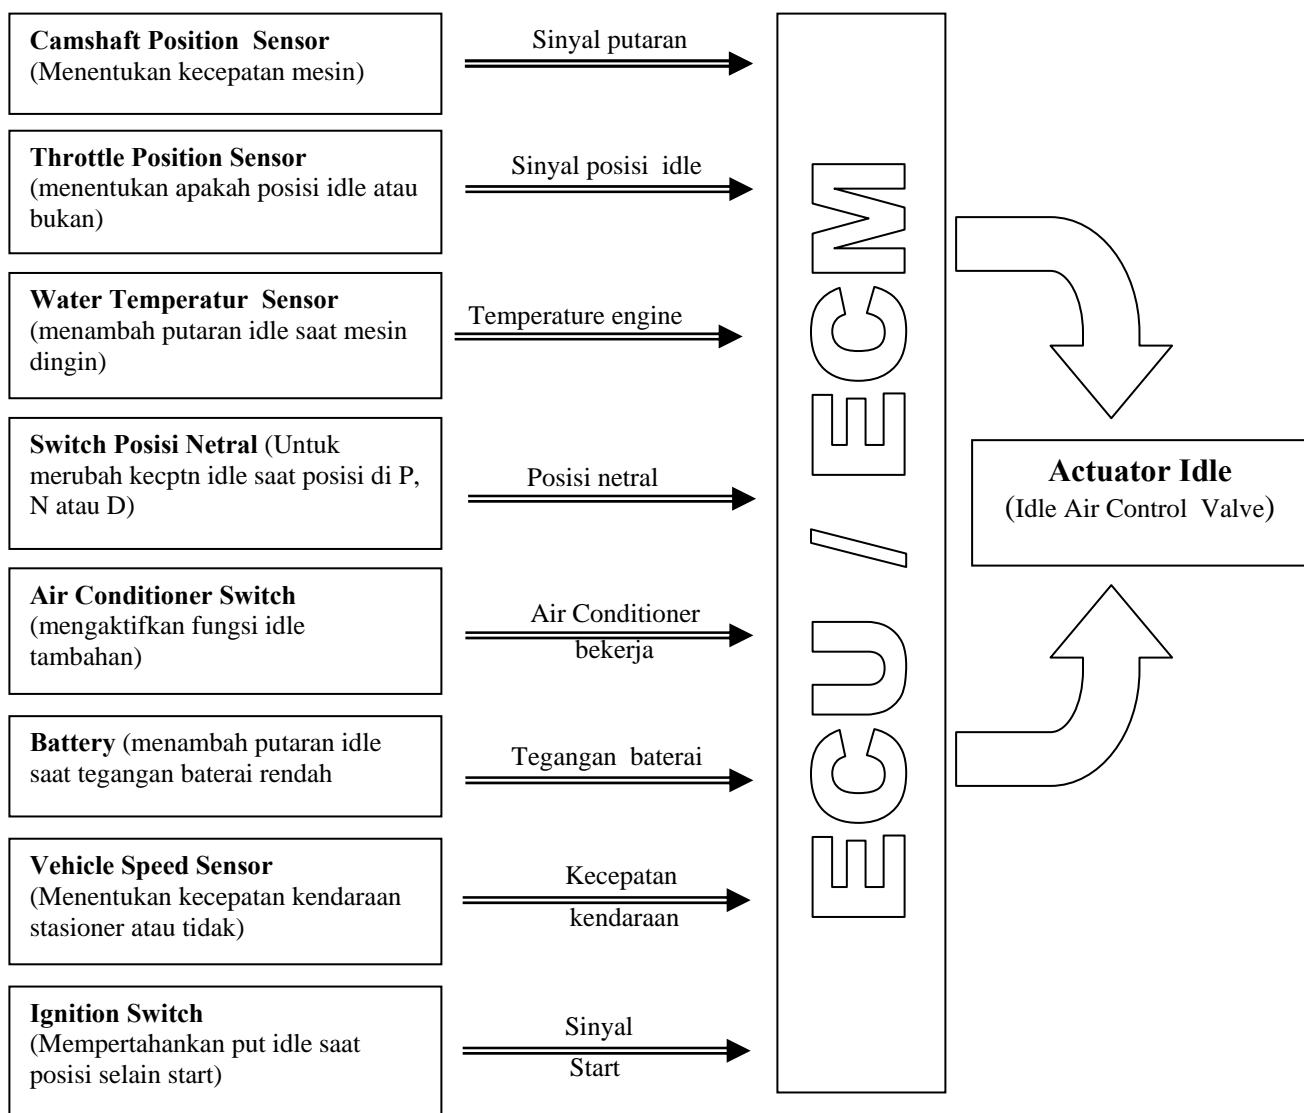 Camshaft Position Sensor
(Menentukan kecepatan mesin)
Sinyal putaran
Throttle Position Sensor
(menentukan apakah posisi idle atau
bukan)
Sinyal posisi idle
Water Temperatur Sensor
(menambah putaran idle saat mesin
dingin)
Temperature engine
Switch Posisi Netral (Untuk
merubah kecptn idle saat posisi di P,
N atau D)
Posisi netral
Air Conditioner Switch
(mengaktifkan fungsi idle
tambahan)
Air Conditioner
bekerja
Battery (menambah putaran idle
saat tegangan baterai rendah
Tegangan baterai
Vehicle Speed Sensor
(Menentukan kecepatan kendaraan
stasioner atau tidak)
Kecepatan
kendaraan
Ignition Switch
(Mempertahankan put idle saat
posisi selain start)
Sinyal
Start
ECU / ECM
Actuator Idle
(Idle Air Control Valve)